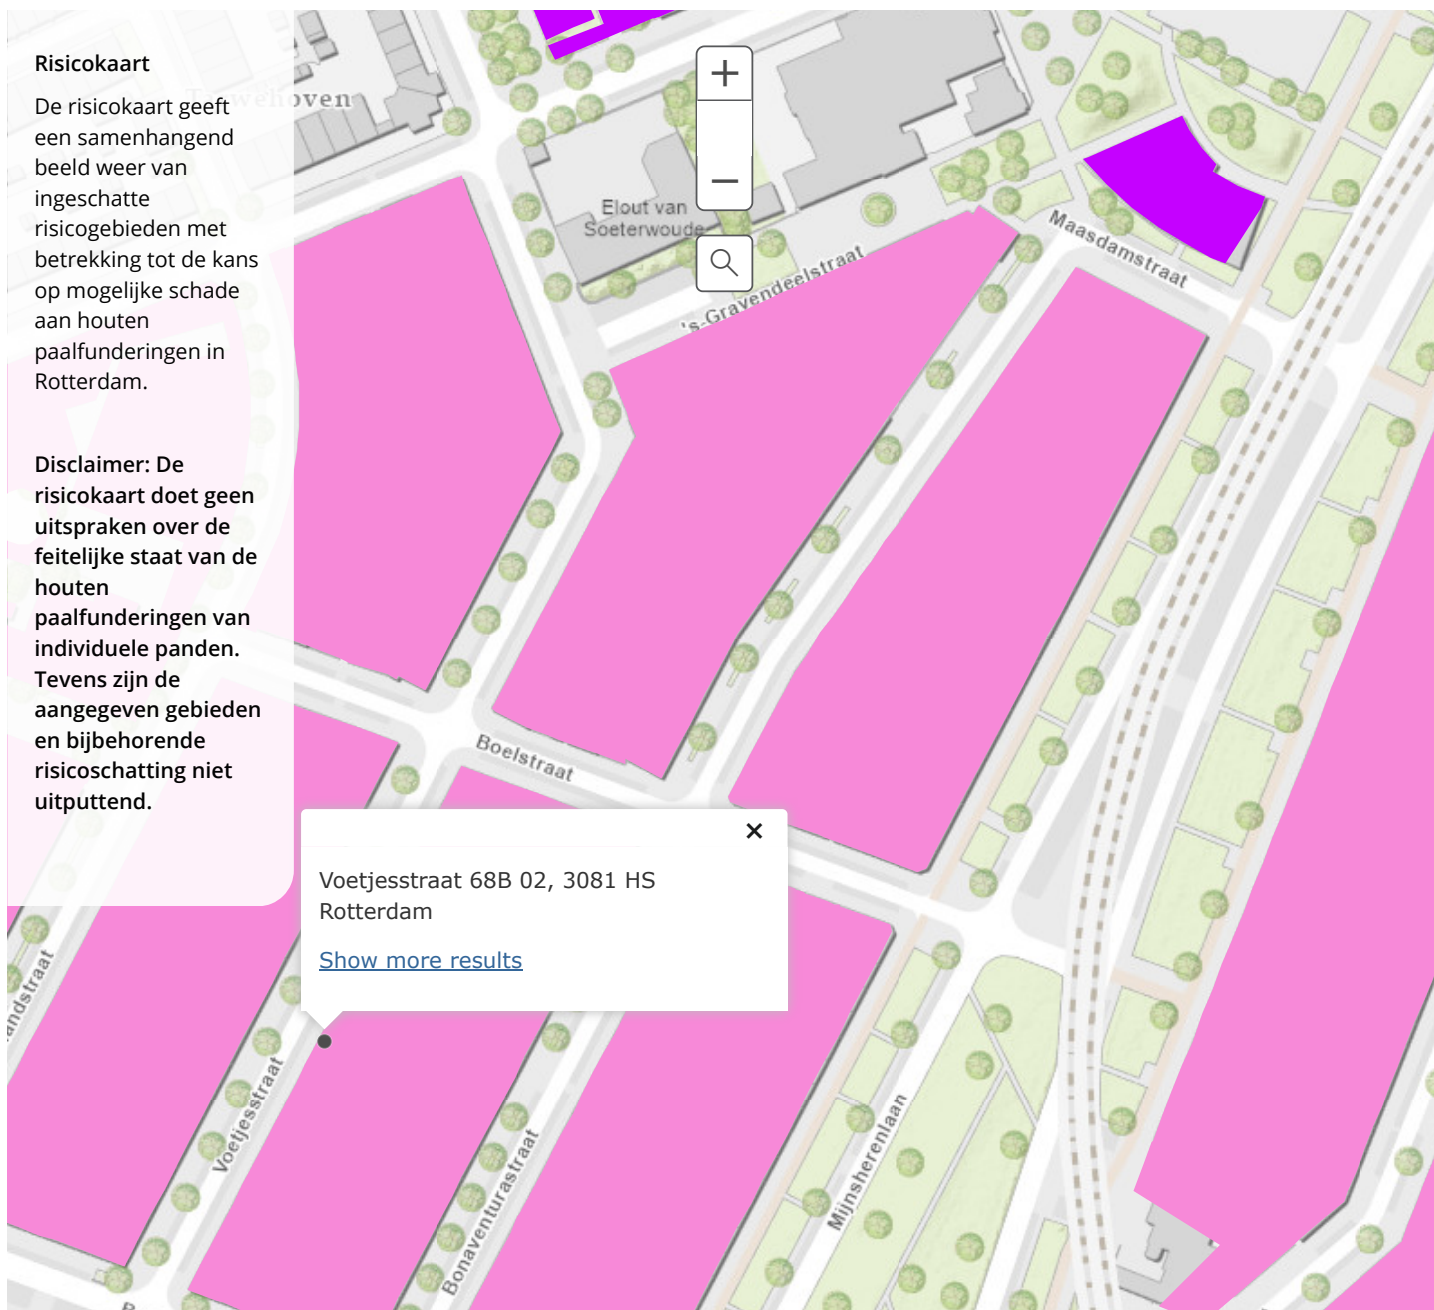 Risicokaart
De risicokaart geeft
een samenhangend
beeld weer van
ingeschatte
risicogebieden met
betrekking tot de kans
op mogelijke schade
aan houten
paalfunderingen in
Rotterdam.
Disclaimer: De
risicokaart doet geen
uitspraken over de
feitelijke staat van de
houten
paalfunderingen van
individuele panden.
Tevens zijn de
aangegeven gebieden
en bijbehorende
risicoschatting niet
uitputtend.
+
−
Elout van
Soeterwoude
's-Gravendeelstraat
Maasdamstraat
Boelstraat
Voetjesstraat 68B 02, 3081 HS
Rotterdam
Show more results
Voetjesstraat
Bonaventurastraat
Mijnsherenlaan